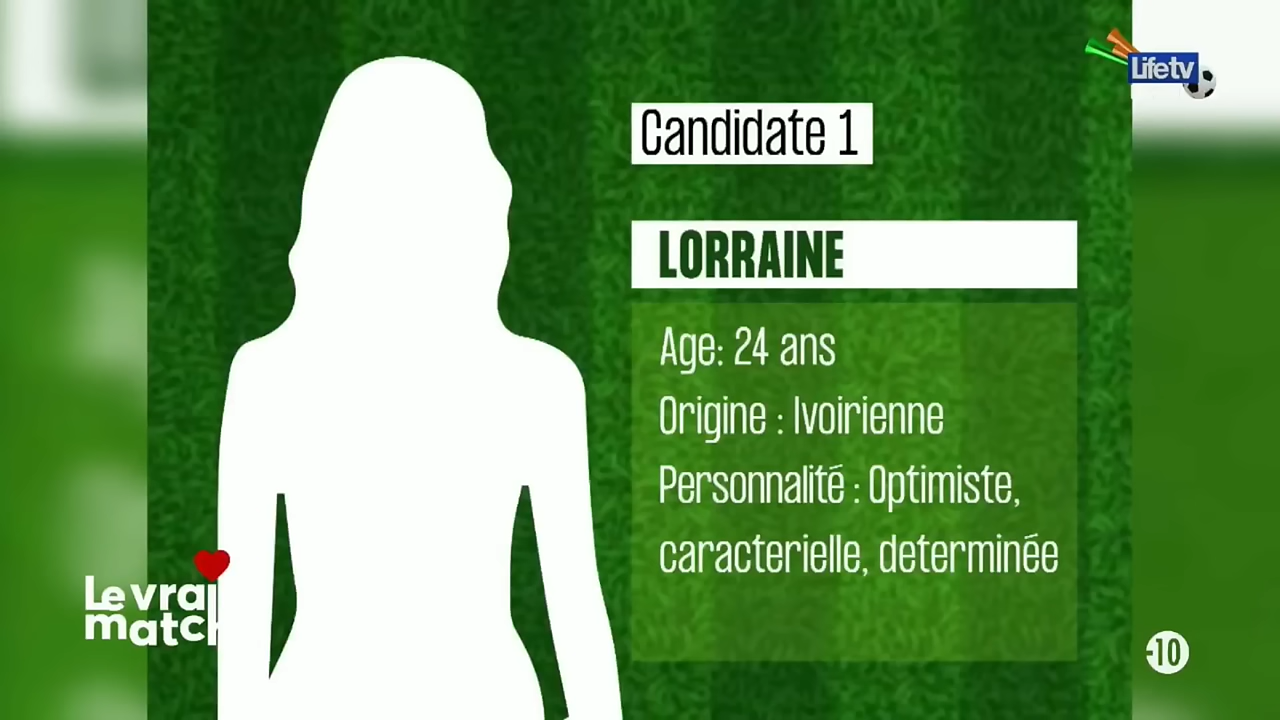 Lifetv
Candidate 1
LORRAINE
Age: 24 ans
Origine : Ivoirienne
Personnalité : Optimiste,
caracterielle, determinée
Le vrai
match
-10